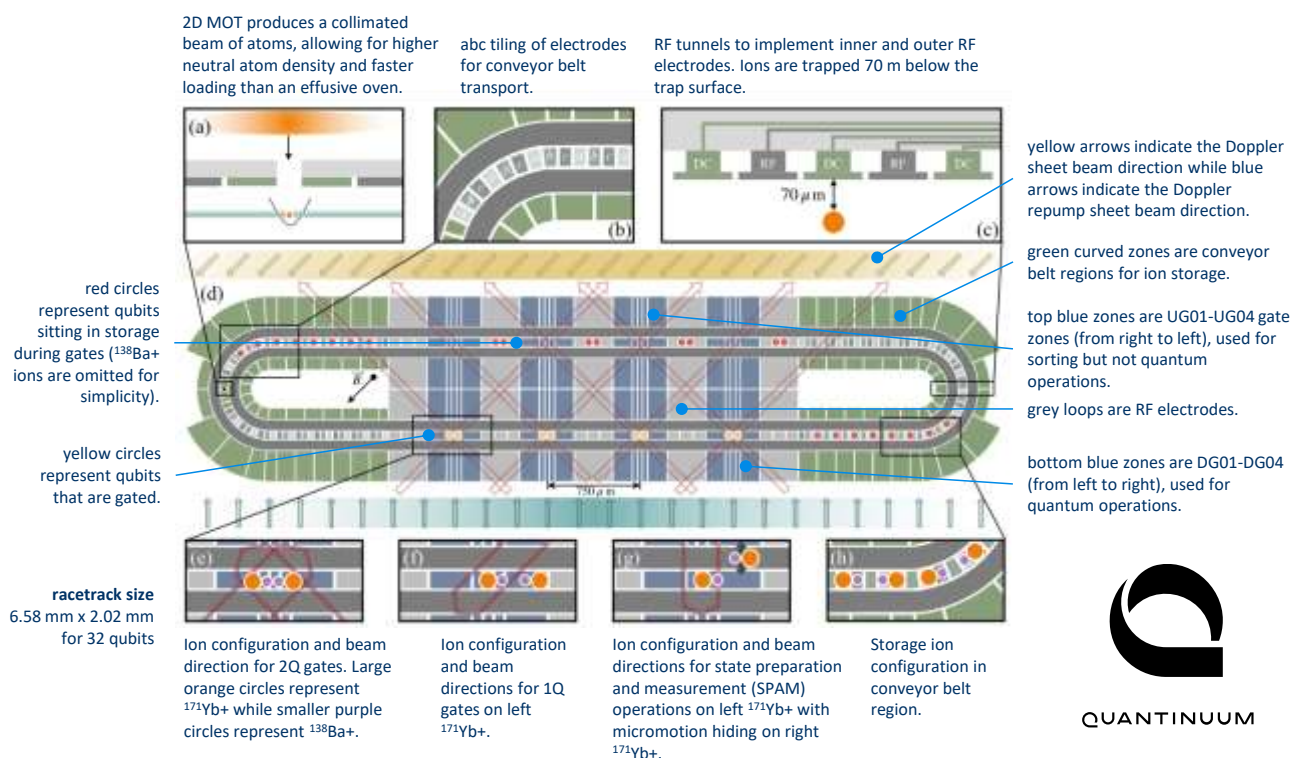 2D MOT produces a collimated
beam of atoms, allowing for higher
neutral atom density and faster
loading than an effusive oven.
abc tiling of electrodes
for conveyor belt
transport.
RF tunnels to implement inner and outer RF
electrodes. Ions are trapped 70 m below the
trap surface.
(a)
(b)
DC RF DC RF DC
70 μm
(c)
yellow arrows indicate the Doppler
sheet beam direction while blue
arrows indicate the Doppler
repump sheet beam direction.
green curved zones are conveyor
belt regions for ion storage.
top blue zones are UG01-UG04 gate
zones (from right to left), used for
sorting but not quantum
operations.
grey loops are RF electrodes.
bottom blue zones are DG01-DG04
(from left to right), used for
quantum operations.
(d)
red circles
represent qubits
sitting in storage
during gates (¹³⁸Ba+
ions are omitted for
simplicity).
yellow circles
represent qubits
that are gated.
750 μm
(e)
(f)
(g)
(h)
racetrack size
6.58 mm x 2.02 mm
for 32 qubits
Ion configuration and beam
direction for 2Q gates. Large
orange circles represent
¹⁷¹Yb+ while smaller purple
circles represent ¹³⁸Ba+.
Ion configuration
and beam
directions for 1Q
gates on left
¹⁷¹Yb+.
Ion configuration and beam
directions for state preparation
and measurement (SPAM)
operations on left ¹⁷¹Yb+ with
micromotion hiding on right
¹⁷¹Yb+.
Storage ion
configuration in
conveyor belt
region.
QUANTINUUM